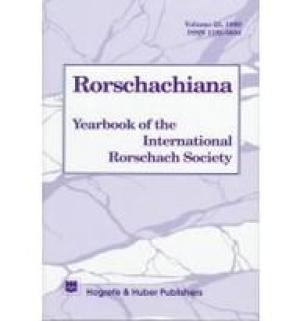 Rorschachiana
Yearbook of the
International
Rorschach Society
Hogrefe & Huber Publishers